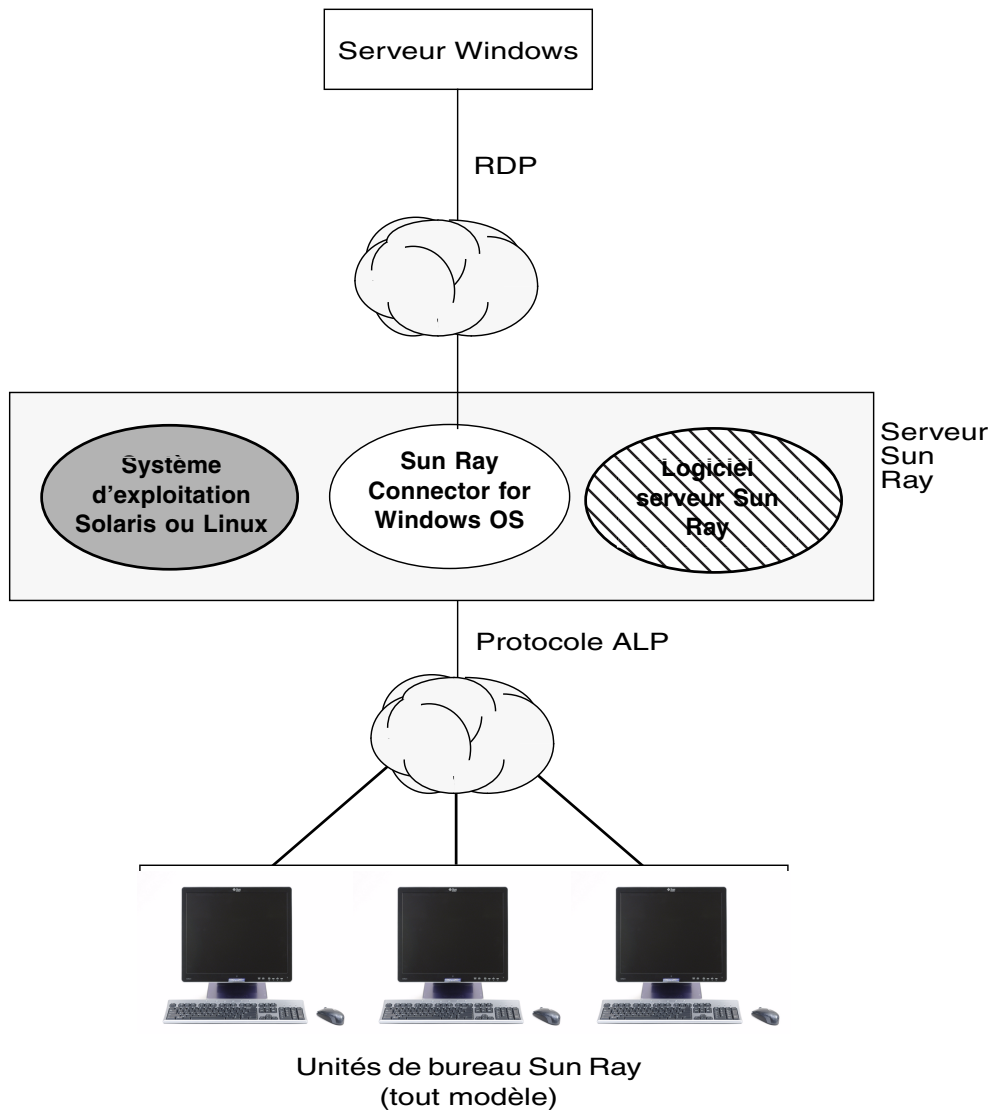 Serveur Windows
RDP
Système
d'exploitation
Solaris ou Linux
Sun Ray
Connector for
Windows OS
Logiciel
serveur Sun
Ray
Serveur
Sun
Ray
Protocole ALP
Unités de bureau Sun Ray
(tout modèle)